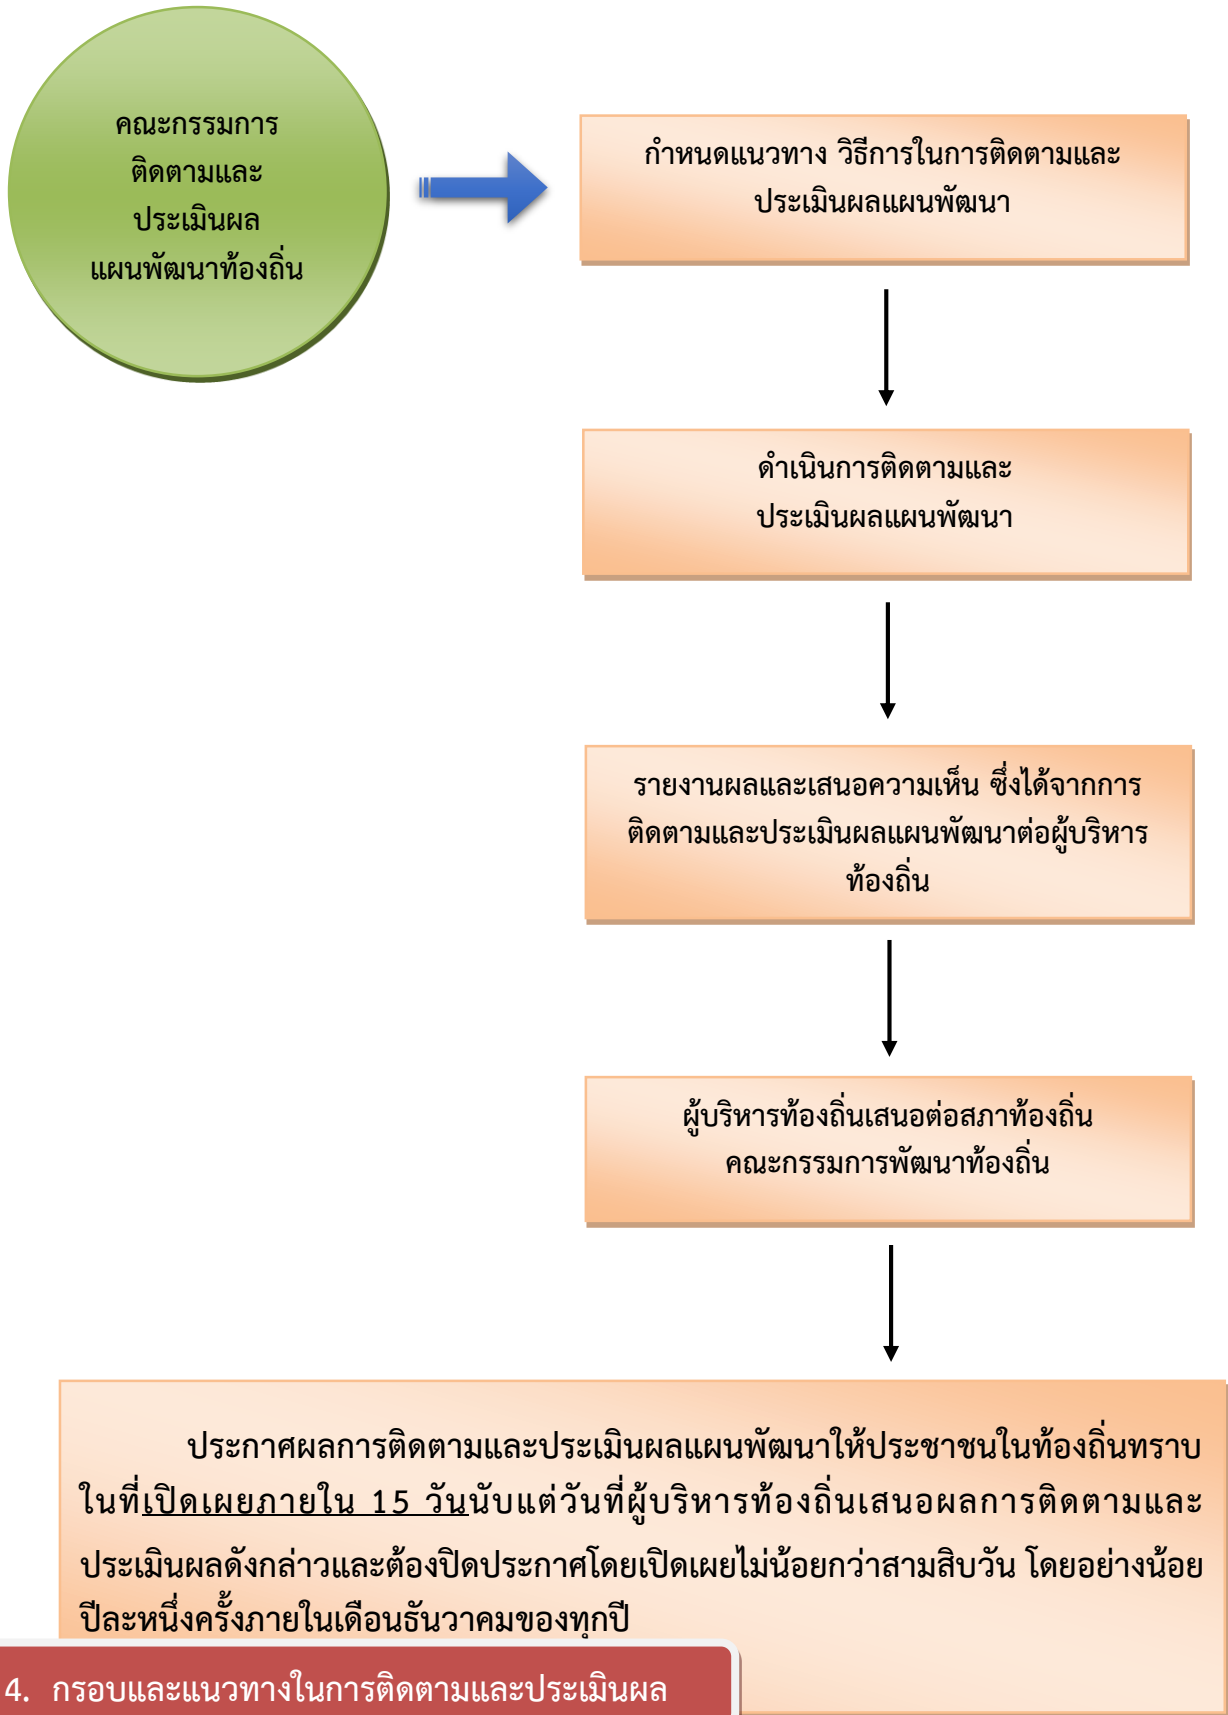 คณะกรรมการ
ติดตามและ
ประเมินผล
แผนพัฒนาท้องถิ่น
กำหนดแนวทาง วิธีการในการติดตามและ
ประเมินผลแผนพัฒนา
ดำเนินการติดตามและ
ประเมินผลแผนพัฒนา
รายงานผลและเสนอความเห็น ซึ่งได้จากการ
ติดตามและประเมินผลแผนพัฒนาต่อผู้บริหาร
ท้องถิ่น
ผู้บริหารท้องถิ่นเสนอต่อสภาท้องถิ่น
คณะกรรมการพัฒนาท้องถิ่น
ประกาศผลการติดตามและประเมินผลแผนพัฒนาให้ประชาชนในท้องถิ่นทราบ
ในที่เปิดเผยภายใน 15 วันนับแต่วันที่ผู้บริหารท้องถิ่นเสนอผลการติดตามและ
ประเมินผลดังกล่าวและต้องปิดประกาศโดยเปิดเผยไม่น้อยกว่าสามสิบวัน โดยอย่างน้อย
ปีละหนึ่งครั้งภายในเดือนธันวาคมของทุกปี
4. กรอบและแนวทางในการติดตามและประเมินผล